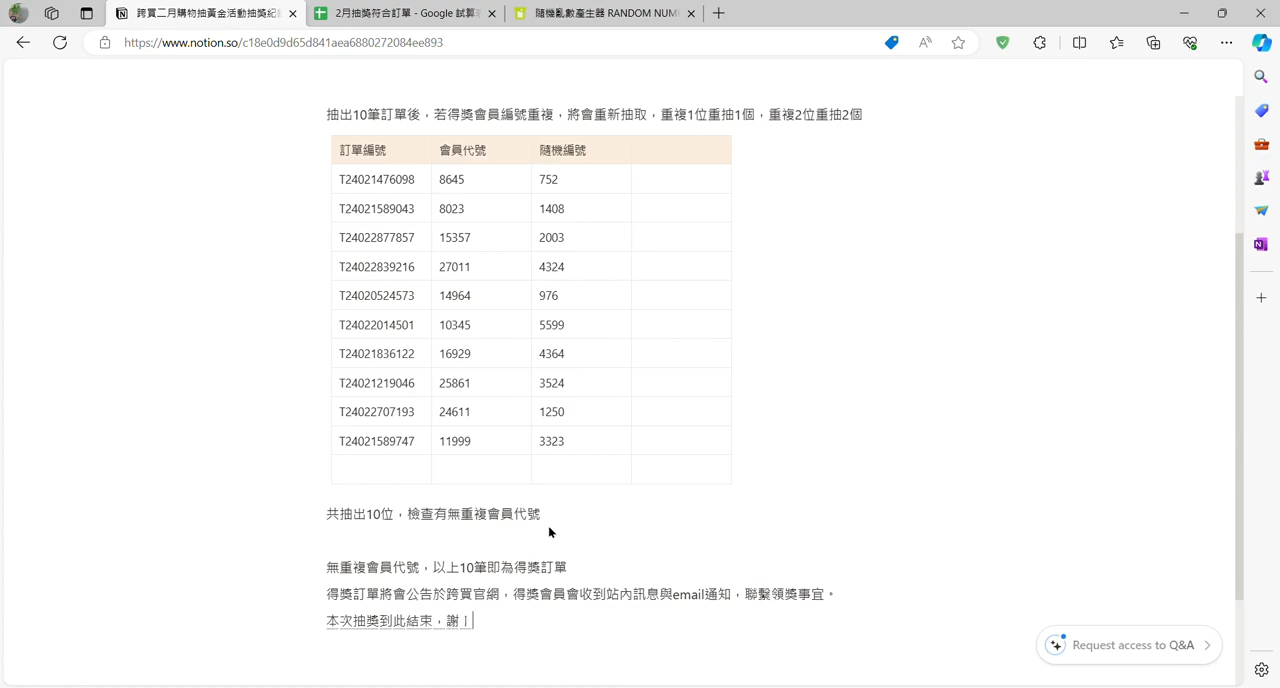 跨買二月購物抽黃金活動抽獎紀
2月抽獎符合訂單 - Google 試算
隨機亂數產生器 RANDOM NUM
https://www.notion.so/c18e0d9d65d841aea6880272084ee893
抽出10筆訂單後，若得獎會員編號重複，將會重新抽取，重複1位重抽1個，重複2位重抽2個
訂單編號 會員代號 隨機編號
T24021476098 8645 752
T24021589043 8023 1408
T24022877857 15357 2003
T24022839216 27011 4324
T24020524573 14964 976
T24022014501 10345 5599
T24021836122 16929 4364
T24021219046 25861 3524
T24022707193 24611 1250
T24021589747 11999 3323
共抽出10位，檢查有無重複會員代號
無重複會員代號，以上10筆即為得獎訂單
得獎訂單將會公告於跨買官網，得獎會員會收到站內訊息與email通知，聯繫領獎事宜。
本次抽獎到此結束，謝ㄒ
Request access to Q&A